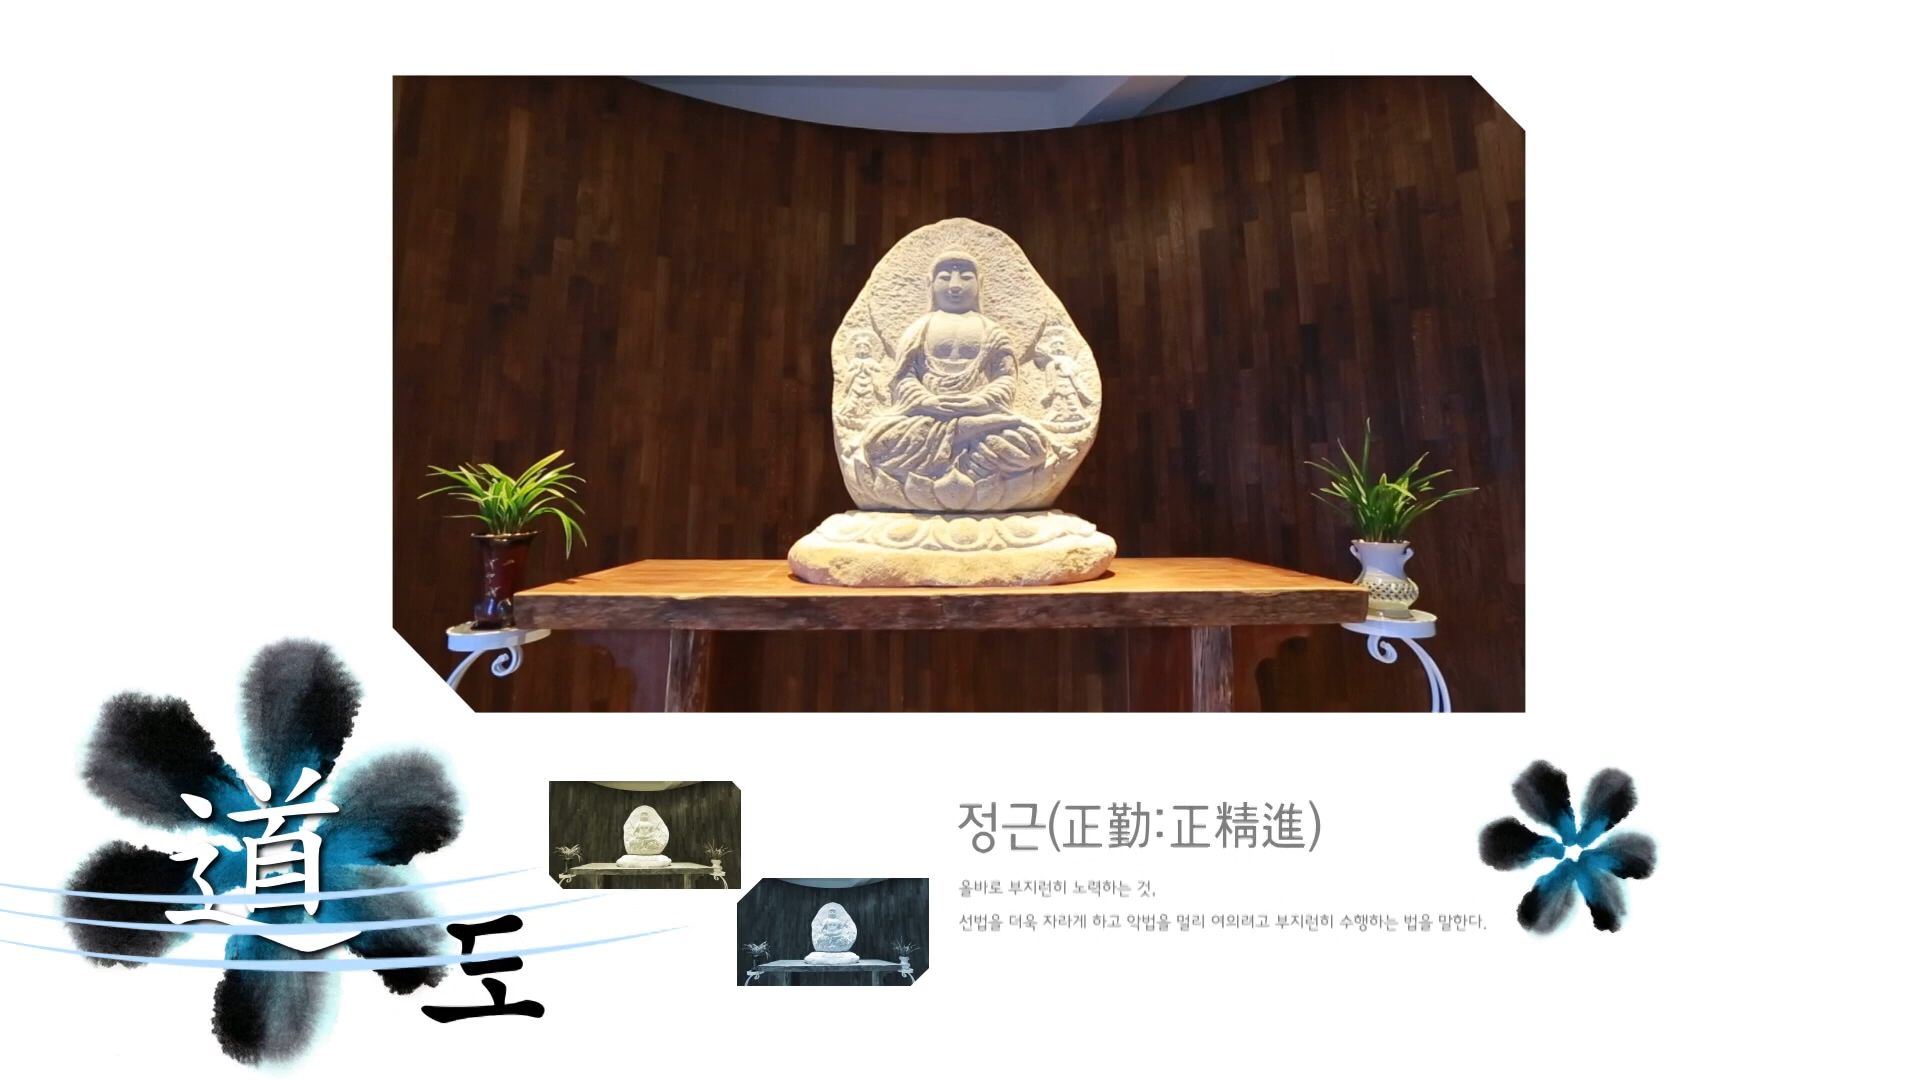 道
도
정근(正勤:正精進)
올바로 부지런히 노력하는 것,
선법을 더욱 자라게 하고 악법을 멀리 여의려고 부지런히 수행하는 법을 말한다.